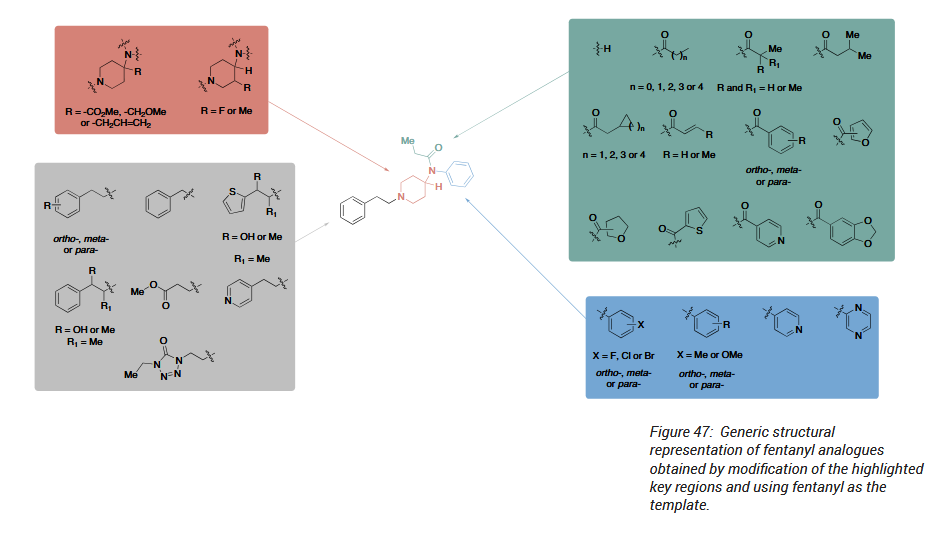 N
N
R
R = -CO2Me, -CH2OMe
or -CH2CH=CH2
N
N
H
R
R = F or Me
H
O
n
n = 0, 1, 2, 3 or 4
O
Me
R1
R
R and R1 = H or Me
O
Me
Me
O
n
n = 1, 2, 3 or 4
O
R
R = H or Me
O
R
ortho-, meta-
or para-
O
O
O
O
O
S
O
N
O
O
O
Me
O
N
H
N
R
ortho-, meta-
or para-
S
R
R1
R = OH or Me
R1 = Me
R
R1
R = OH or Me
R1 = Me
Me
O
O
N
O
Me
N
N
N=N
X
X = F, Cl or Br
ortho-, meta-
or para-
R
X = Me or OMe
ortho-, meta-
or para-
N
N
N
Figure 47: Generic structural
representation of fentanyl analogues
obtained by modification of the highlighted
key regions and using fentanyl as the
template.